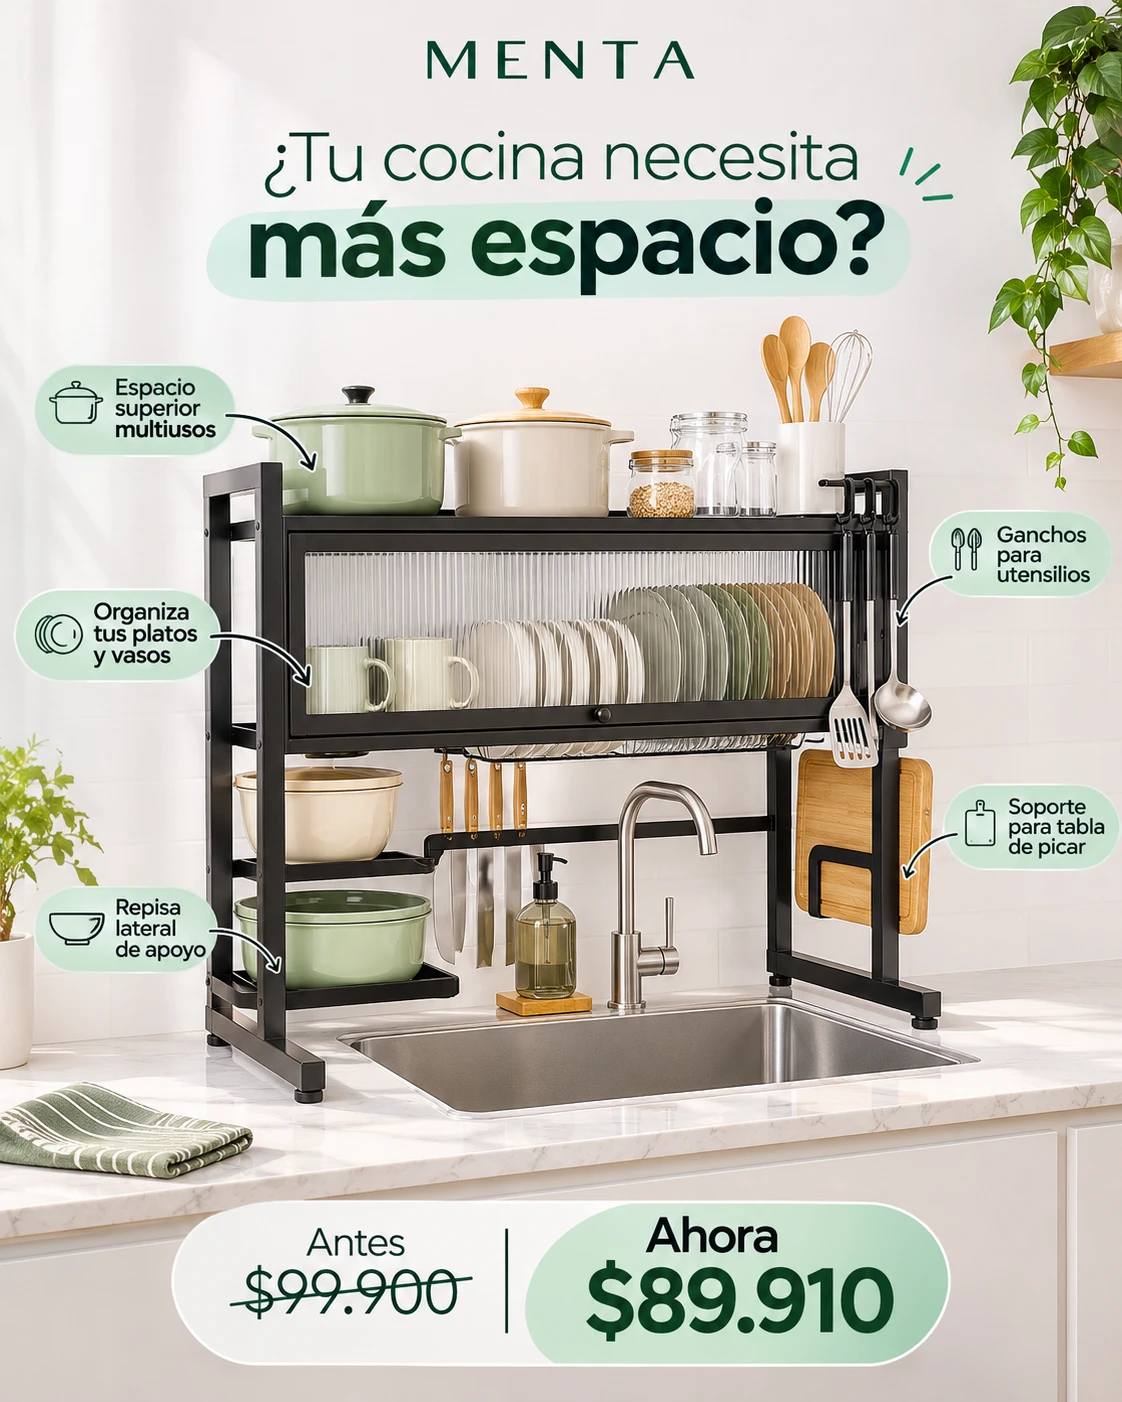 MENTA
¿Tu cocina necesita
más espacio?
Espacio
superior
multiusos
Organiza
tus platos
y vasos
Repisa
lateral
de apoyo
Ganchos
para
utensilios
Soporte
para tabla
de picar
Antes
$99.900
Ahora
$89.910